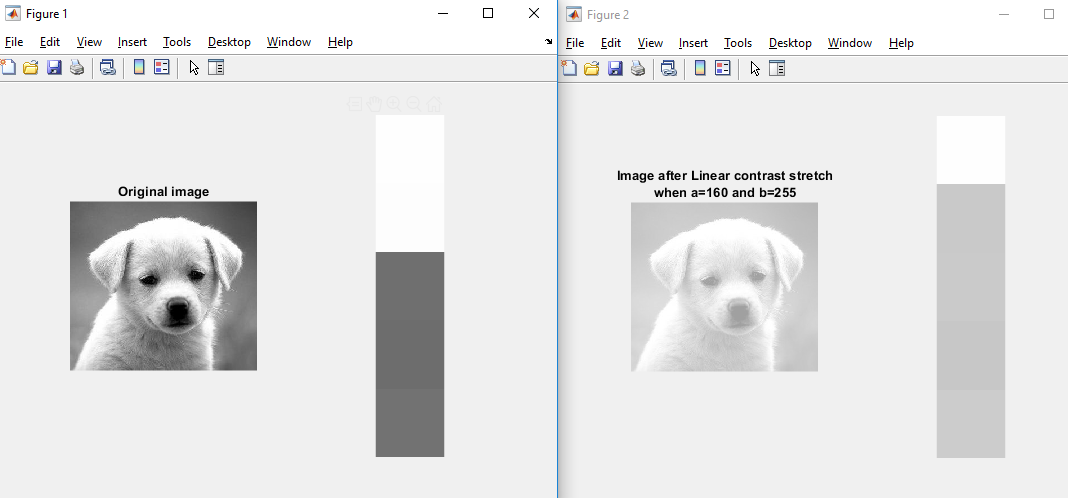 Figure 1
File Edit View Insert Tools Desktop Window Help
Original image
Figure 2
File Edit View Insert Tools Desktop Window Help
Image after Linear contrast stretch
when a=160 and b=255